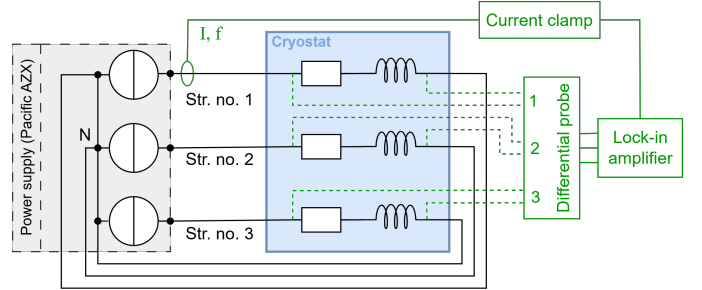 Current clamp
I, f
Cryostat
Power supply (Pacific AZX)
Str. no. 1
1
N
Str. no. 2
2
Differential probe
Lock-in
amplifier
3
Str. no. 3